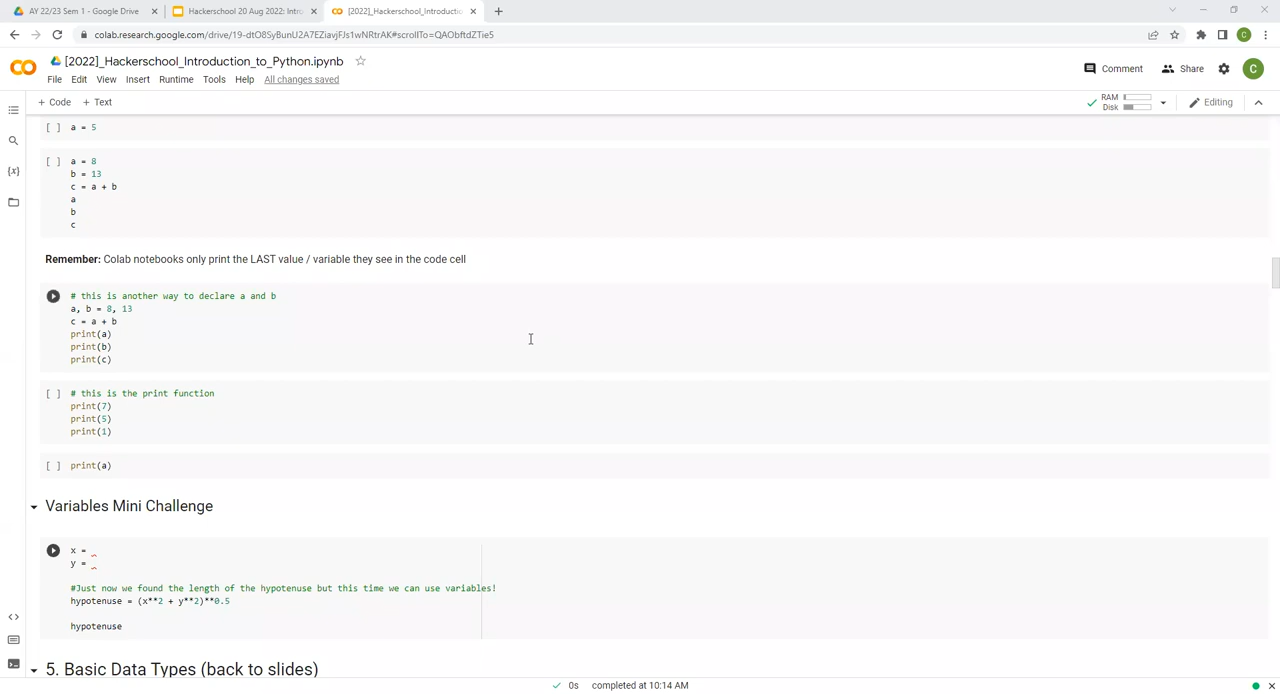 AY 22/23 Sem 1 - Google Drive
Hackerschool 20 Aug 2022: Intro
[2022]_Hackerschool_Introductio
colab.research.google.com/drive/19-dtO8SyBunU2A7EZiavjFJs1wNRtrAK#scrollTo=QAObftdZTie5
C
[2022]_Hackerschool_Introduction_to_Python.ipynb
File Edit View Insert Runtime Tools Help All changes saved
Comment Share C
+ Code + Text
RAM
Disk
Editing
[ ] a = 5
[ ] a = 8
b = 13
c = a + b
a
b
c
Remember: Colab notebooks only print the LAST value / variable they see in the code cell
# this is another way to declare a and b
a, b = 8, 13
c = a + b
print(a)
print(b)
print(c)
[ ] # this is the print function
print(7)
print(5)
print(1)
[ ] print(a)
Variables Mini Challenge
x =
y =
#Just now we found the length of the hypotenuse but this time we can use variables!
hypotenuse = (x**2 + y**2)**0.5
hypotenuse
5. Basic Data Types (back to slides)
0s completed at 10:14 AM